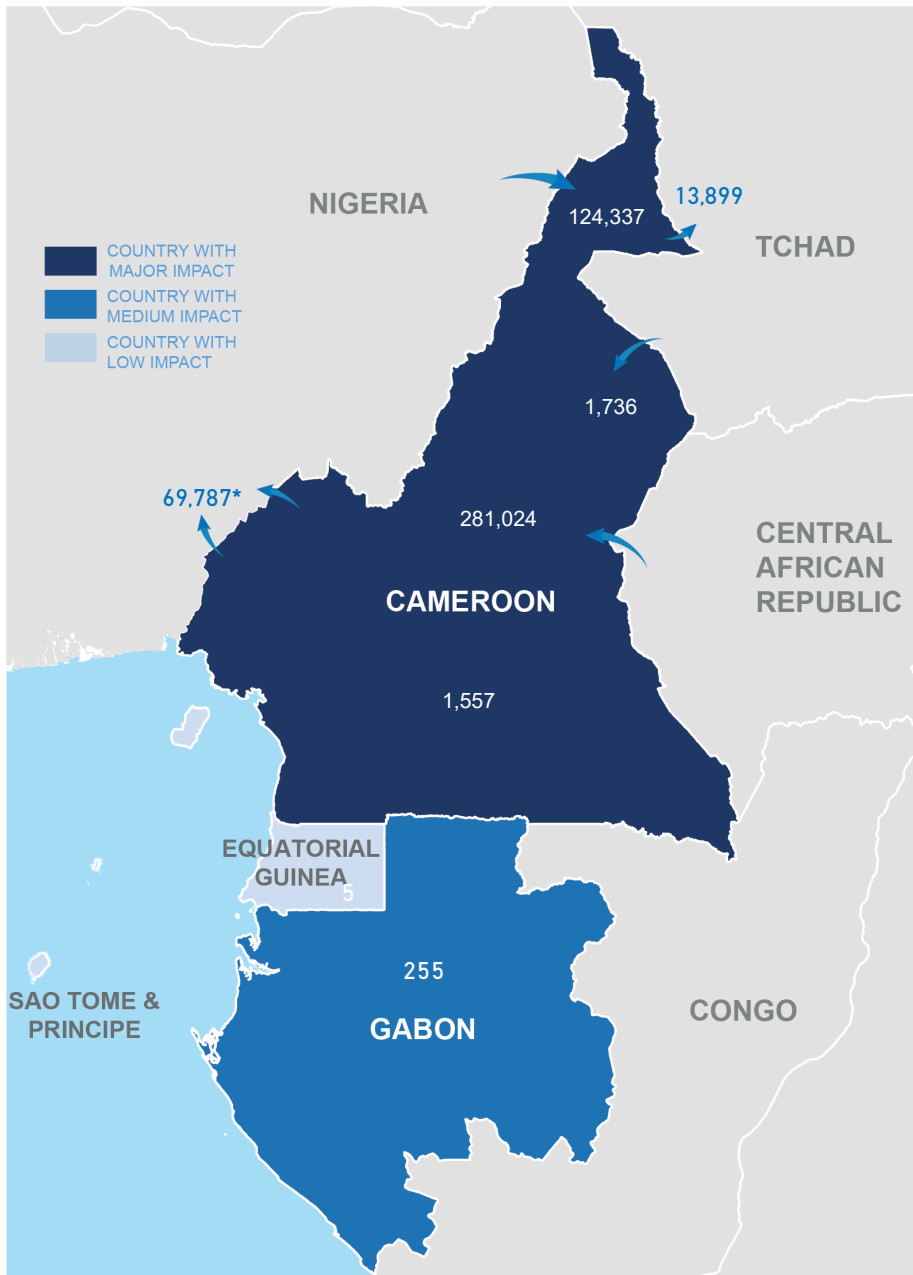 NIGERIA
13,899
124,337
TCHAD
COUNTRY WITH
MAJOR IMPACT
COUNTRY WITH
MEDIUM IMPACT
COUNTRY WITH
LOW IMPACT
1,736
69,787*
281,024
CENTRAL
AFRICAN
REPUBLIC
CAMEROON
1,557
EQUATORIAL
GUINEA
5
255
SAO TOME &
PRINCIPE
GABON
CONGO